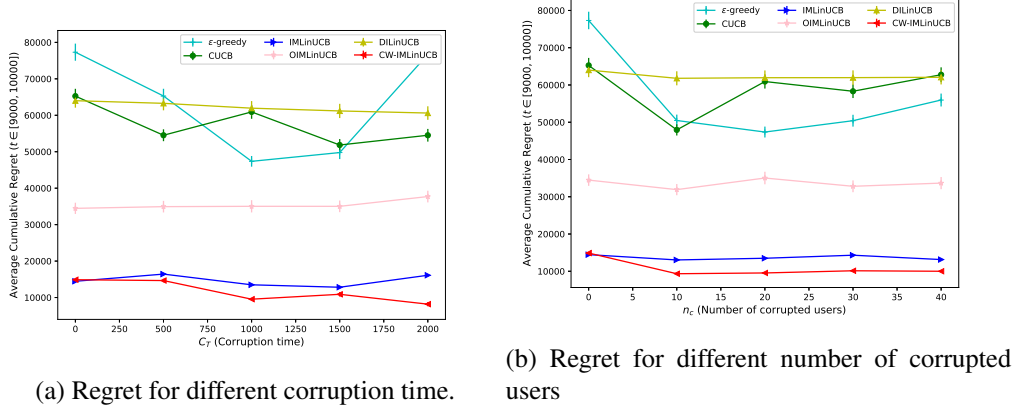 ε-greedy
CUCB
IMLinUCB
OIMLinUCB
DILinUCB
CW-IMLinUCB
80000
70000
60000
50000
40000
30000
20000
10000
Average Cumulative Regret (t ∈ [9000, 10000])
0 250 500 750 1000 1250 1500 1750 2000
C_T (Corruption time)
(a) Regret for different corruption time.
ε-greedy
CUCB
IMLinUCB
OIMLinUCB
DILinUCB
CW-IMLinUCB
80000
70000
60000
50000
40000
30000
20000
10000
Average Cumulative Regret (t ∈ [9000, 10000])
0 5 10 15 20 25 30 35 40
n_c (Number of corrupted users)
(b) Regret for different number of corrupted
users